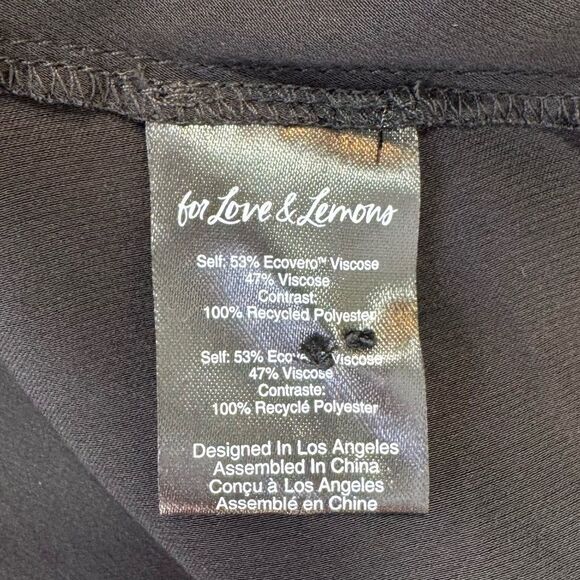 for Love & Lemons
Self: 53% Ecovero™ Viscose
47% Viscose
Contrast:
100% Recycled Polyester
Self: 53% Viscose
47% Viscose
Contraste:
100% Recyclé Polyester
Designed In Los Angeles
Assembled In China
Conçu à Los Angeles
Assemblé en Chine